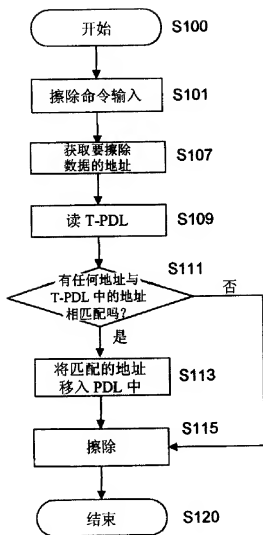 开始
S100
擦除命令输入
S101
获取要擦除
数据的地址
S107
读 T-PDL
S109
S111
有任何地址与
T-PDL 中的地址
相匹配吗?
否
是
将匹配的地址
移入 PDL 中
S113
S115
擦除
结束
S120